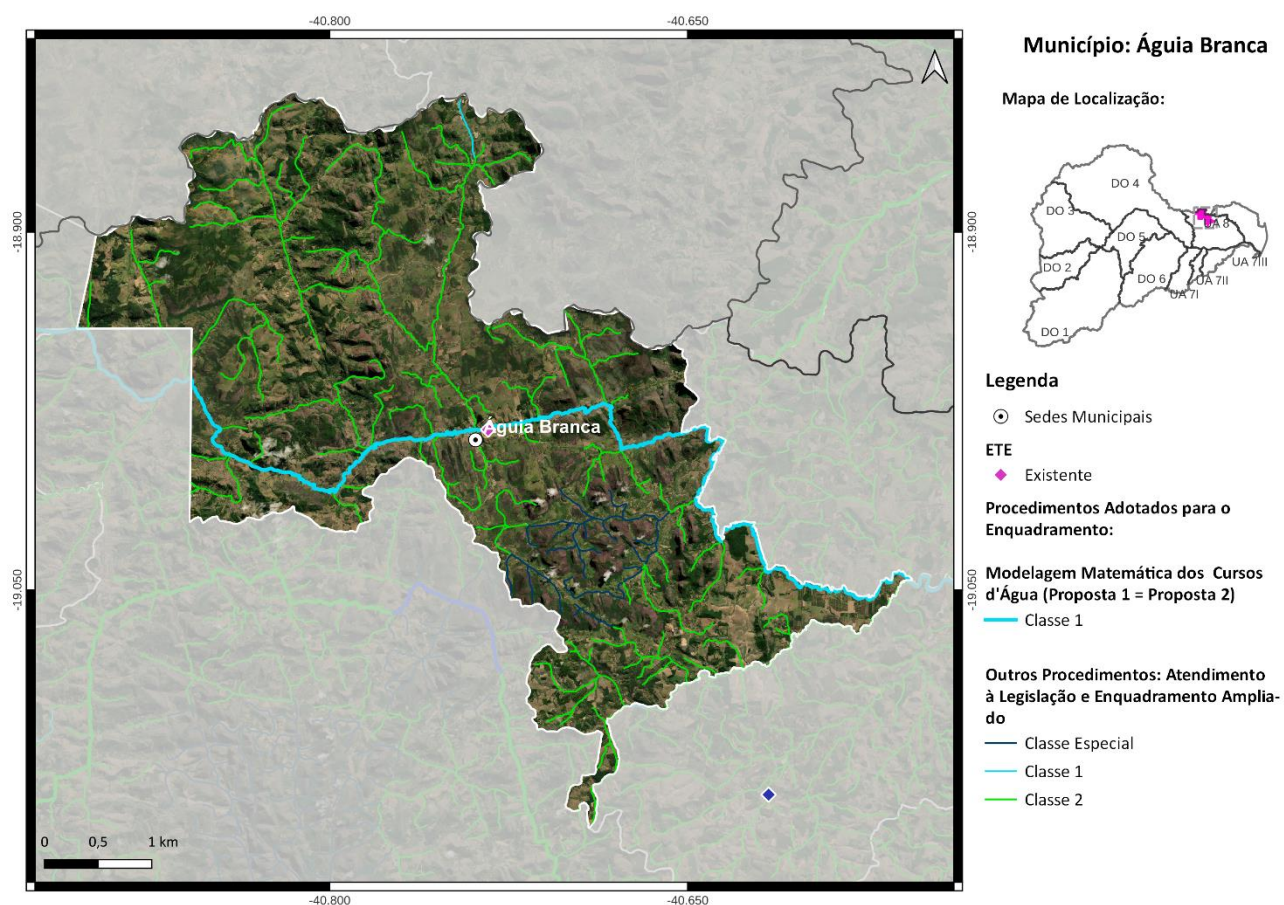 -40.800
-40.650
-18.900
-18.900
-19.050
-19.050
-40.800
-40.650
Águia Branca
0 0,5 1 km
Município: Águia Branca
Mapa de Localização:
DO 4
DO 3
DO 5
DO 2
DO 6
UA 7III
UA 7II
UA 7I
DO 1
Legenda
Sedes Municipais
ETE
Existente
Procedimentos Adotados para o
Enquadramento:
Modelagem Matemática dos Cursos
d'Água (Proposta 1 = Proposta 2)
Classe 1
Outros Procedimentos: Atendimento
à Legislação e Enquadramento Amplia-
do
Classe Especial
Classe 1
Classe 2